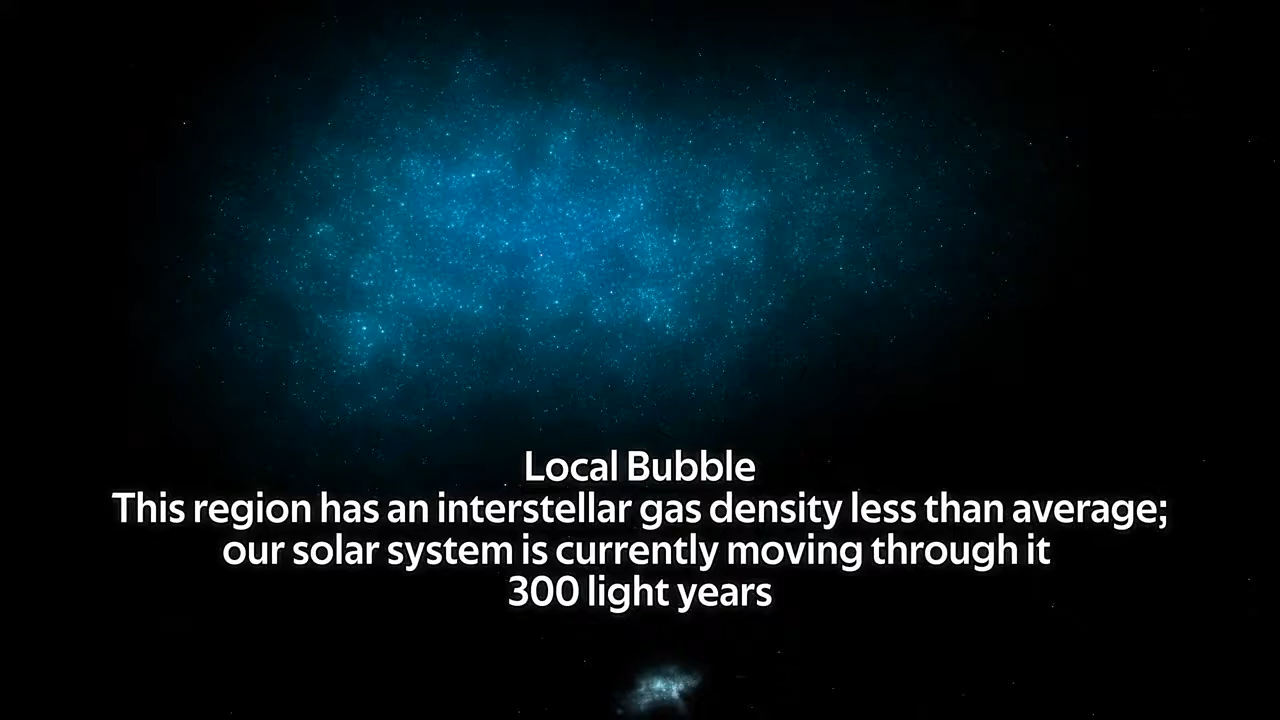 Local Bubble
This region has an interstellar gas density less than average;
our solar system is currently moving through it
300 light years